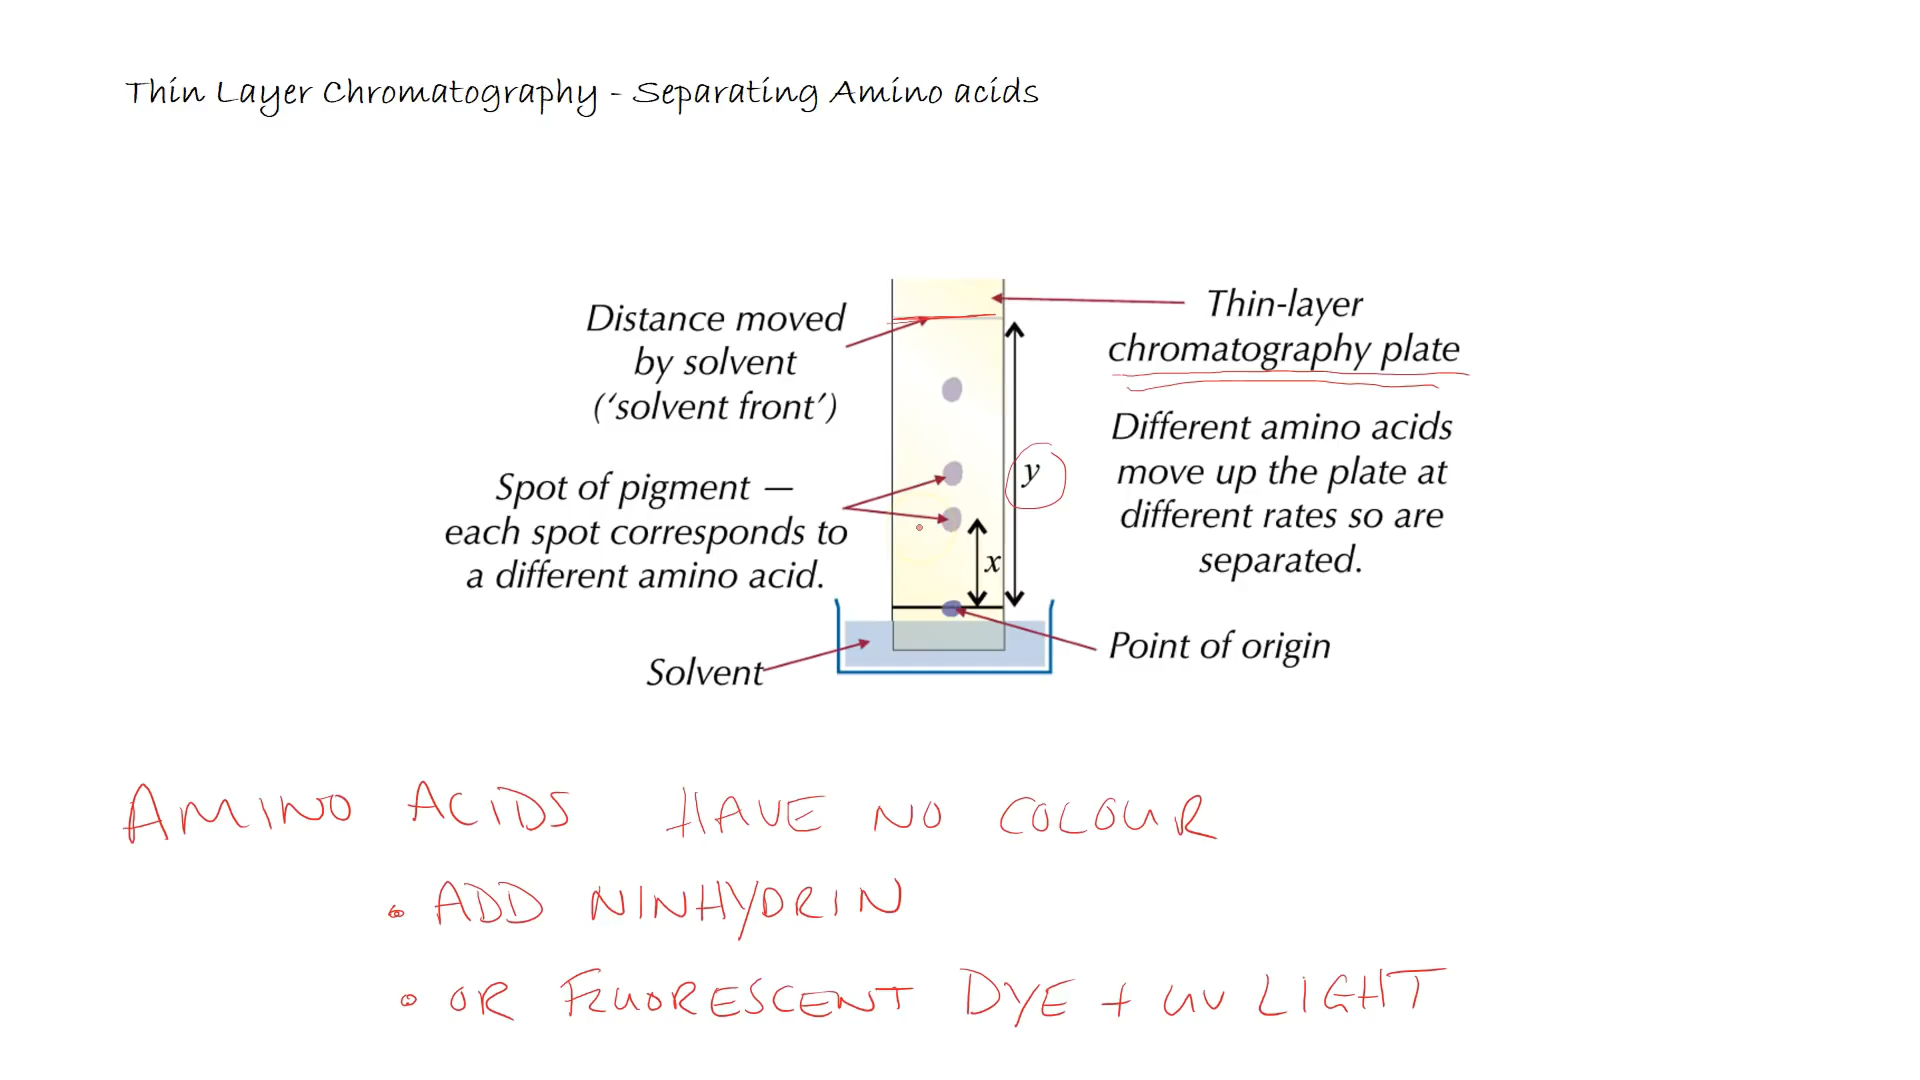 Thin Layer Chromatography - Separating Amino acids
Distance moved
by solvent
(‘solvent front’)
Spot of pigment —
each spot corresponds to
a different amino acid.
Solvent
y
x
Thin-layer
chromatography plate
Different amino acids
move up the plate at
different rates so are
separated.
Point of origin
AMINO ACIDS HAVE NO COLOUR
• ADD NINHYDRIN
• OR FLUORESCENT DYE + UV LIGHT